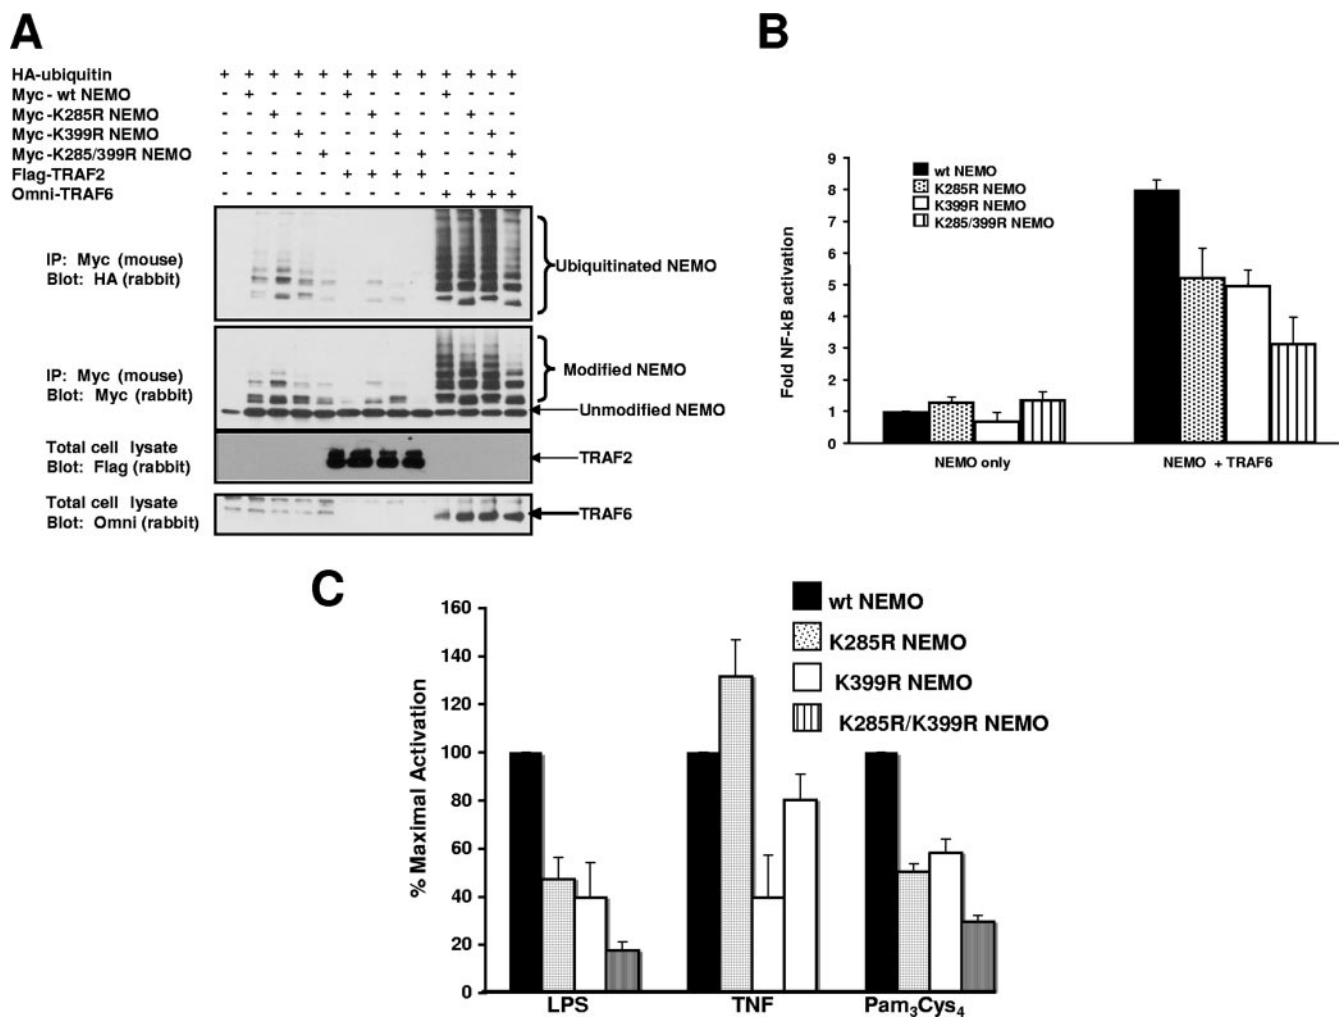 A
HA-ubiquitin + + + + + + + + + + + + +
Myc - wt NEMO - + - - - + - - - + - - -
Myc-K285R NEMO - - + - - - + - - - + - -
Myc-K399R NEMO - - - + - - - + - - - + -
Myc-K285/399R NEMO - - - - + - - - + - - - +
Flag-TRAF2 - - - - - + + + + - - - -
Omni-TRAF6 - - - - - - - - - + + + +
IP: Myc (mouse)
Blot: HA (rabbit)
Ubiquitinated NEMO
IP: Myc (mouse)
Blot: Myc (rabbit)
Modified NEMO
Unmodified NEMO
Total cell lysate
Blot: Flag (rabbit)
TRAF2
Total cell lysate
Blot: Omni (rabbit)
TRAF6
B
Fold NF-kB activation
9
8
7
6
5
4
3
2
1
0
wt NEMO
K285R NEMO
K399R NEMO
K285/399R NEMO
NEMO only
NEMO + TRAF6
C
% Maximal Activation
160
140
120
100
80
60
40
20
0
wt NEMO
K285R NEMO
K399R NEMO
K285R/K399R NEMO
LPS
TNF
Pam₃Cys₄